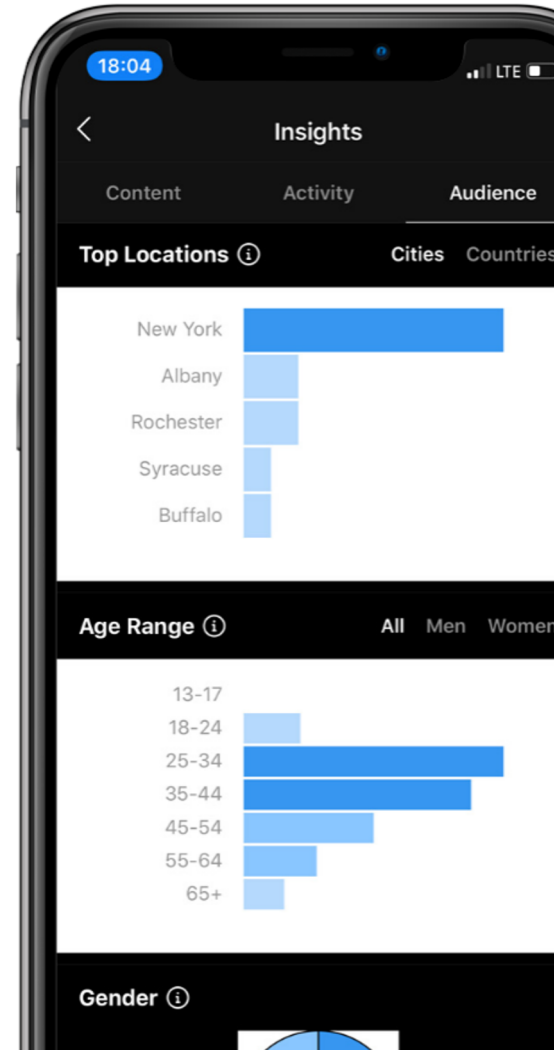 18:04 LTE
Insights
Content Activity Audience
Top Locations Cities Countries
New York
Albany
Rochester
Syracuse
Buffalo
Age Range All Men Women
13-17
18-24
25-34
35-44
45-54
55-64
65+
Gender